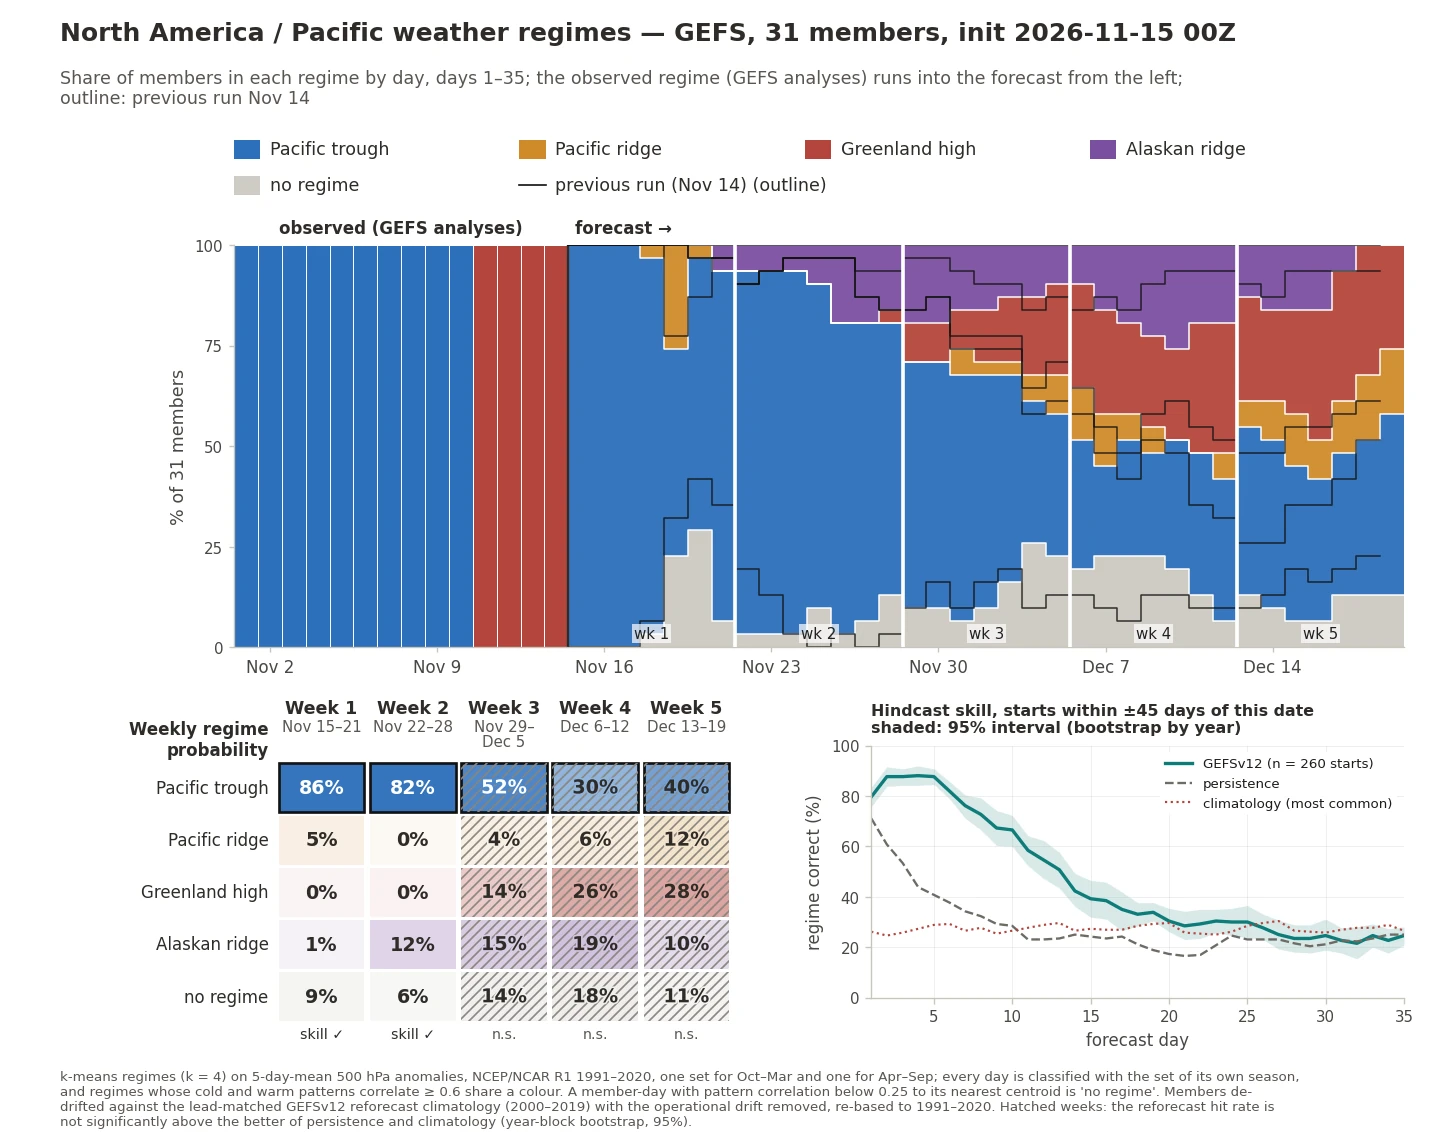 North America / Pacific weather regimes — GEFS, 31 members, init 2026-11-15 00Z
Share of members in each regime by day, days 1–35; the observed regime (GEFS analyses) runs into the forecast from the left;
outline: previous run Nov 14
Pacific trough
Pacific ridge
Greenland high
Alaskan ridge
no regime
previous run (Nov 14) (outline)
observed (GEFS analyses)
forecast →
100
75
50
25
0
% of 31 members
wk 1
wk 2
wk 3
wk 4
wk 5
Nov 2
Nov 9
Nov 16
Nov 23
Nov 30
Dec 7
Dec 14
Weekly regime
probability
Week 1
Nov 15–21
Week 2
Nov 22–28
Week 3
Nov 29–
Dec 5
Week 4
Dec 6–12
Week 5
Dec 13–19
Pacific trough 86% 82% 52% 30% 40%
Pacific ridge 5% 0% 4% 6% 12%
Greenland high 0% 0% 14% 26% 28%
Alaskan ridge 1% 12% 15% 19% 10%
no regime 9% 6% 14% 18% 11%
skill ✓ skill ✓ n.s. n.s. n.s.
Hindcast skill, starts within ±45 days of this date
shaded: 95% interval (bootstrap by year)
GEFSv12 (n = 260 starts)
persistence
climatology (most common)
100
80
60
40
20
0
regime correct (%)
5
10
15
20
25
30
35
forecast day
k-means regimes (k = 4) on 5-day-mean 500 hPa anomalies, NCEP/NCAR R1 1991–2020, one set for Oct–Mar and one for Apr–Sep; every day is classified with the set of its own season,
and regimes whose cold and warm patterns correlate ≥ 0.6 share a colour. A member-day with pattern correlation below 0.25 to its nearest centroid is 'no regime'. Members de-
drifted against the lead-matched GEFSv12 reforecast climatology (2000–2019) with the operational drift removed, re-based to 1991–2020. Hatched weeks: the reforecast hit rate is
not significantly above the better of persistence and climatology (year-block bootstrap, 95%).